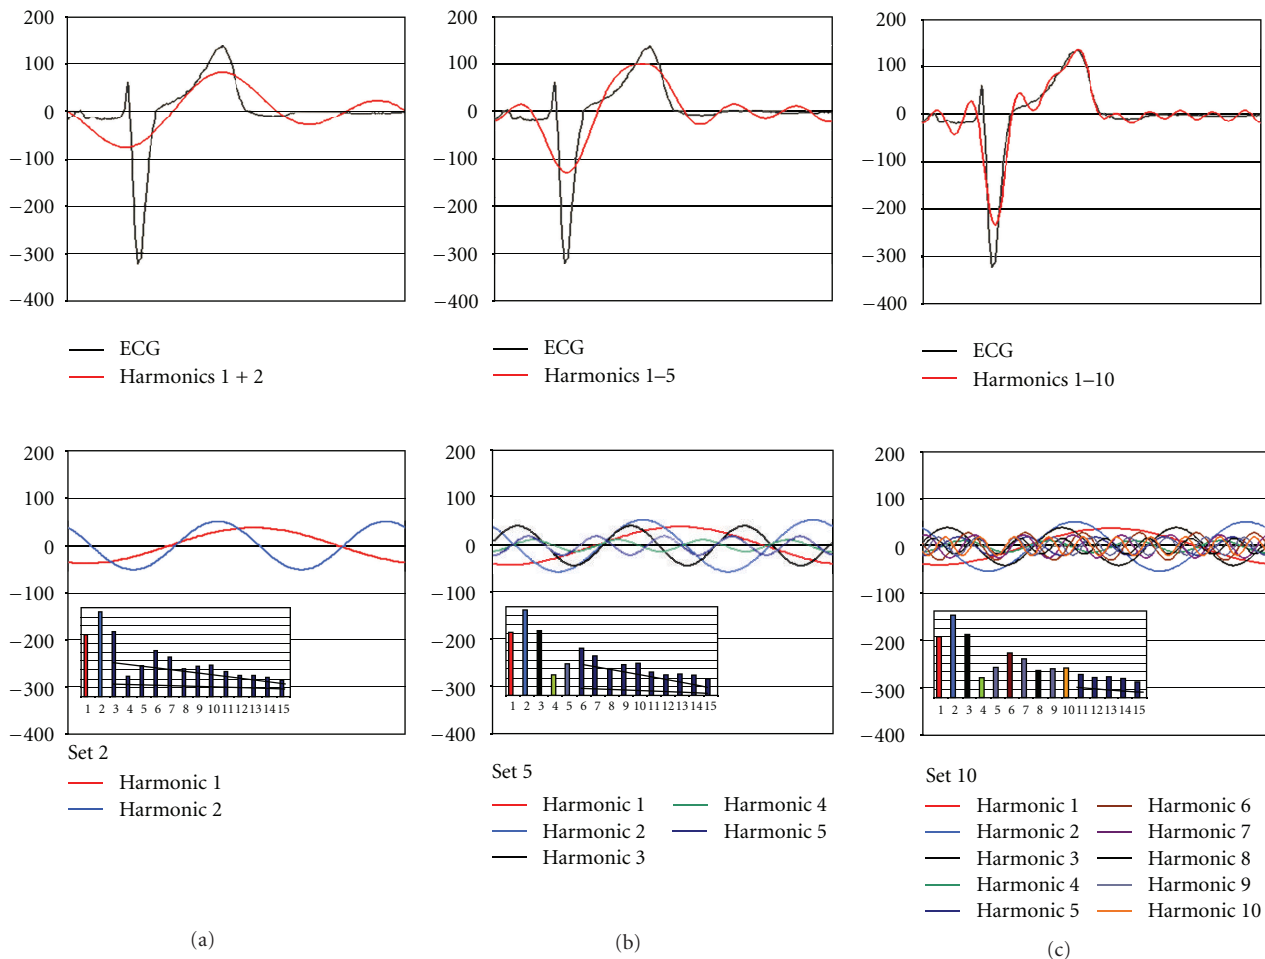 200
100
0
−100
−200
−300
−400
ECG
Harmonics 1 + 2
200
100
0
−100
−200
−300
−400
ECG
Harmonics 1–5
200
100
0
−100
−200
−300
−400
ECG
Harmonics 1–10
200
100
0
−100
−200
−300
−400
1 2 3 4 5 6 7 8 9 10 11 12 13 14 15
Set 2
Harmonic 1
Harmonic 2
(a)
200
100
0
−100
−200
−300
−400
1 2 3 4 5 6 7 8 9 10 11 12 13 14 15
Set 5
Harmonic 1
Harmonic 2
Harmonic 3
Harmonic 4
Harmonic 5
(b)
200
100
0
−100
−200
−300
−400
1 2 3 4 5 6 7 8 9 10 11 12 13 14 15
Set 10
Harmonic 1
Harmonic 2
Harmonic 3
Harmonic 4
Harmonic 5
Harmonic 6
Harmonic 7
Harmonic 8
Harmonic 9
Harmonic 10
(c)